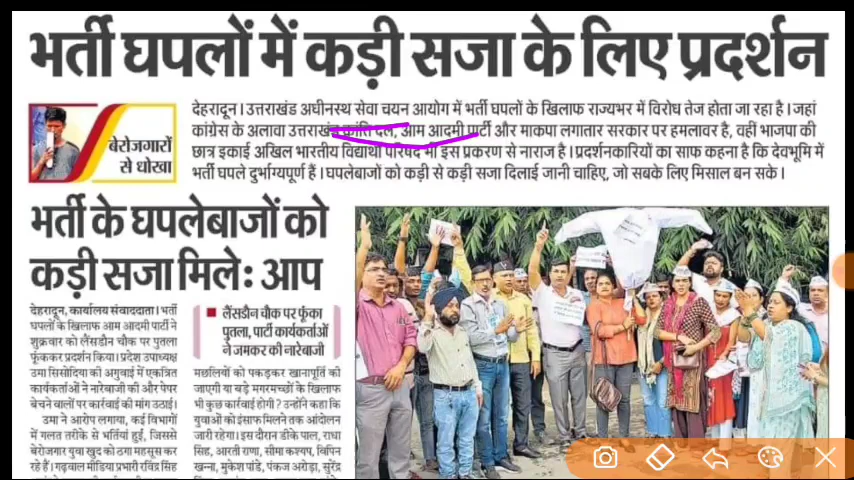 भर्ती घपलों में कड़ी सजा के लिए प्रदर्शन
बेरोजगारों
से धोखा
देहरादून। उत्तराखंड अधीनस्थ सेवा चयन आयोग में भर्ती घपलों के खिलाफ राज्यभर में विरोध तेज होता जा रहा है। जहां
कांग्रेस के अलावा उत्तराखंड क्रांति दल, आम आदमी पार्टी और माकपा लगातार सरकार पर हमलावर है, वहीं भाजपा की
छात्र इकाई अखिल भारतीय विद्यार्थी परिषद भी इस प्रकरण से नाराज है। प्रदर्शनकारियों का साफ कहना है कि देवभूमि में
भर्ती घपले दुर्भाग्यपूर्ण हैं। घपलेबाजों को कड़ी से कड़ी सजा दिलाई जानी चाहिए, जो सबके लिए मिसाल बन सके।
भर्ती के घपलेबाजों को
कड़ी सजा मिले: आप
देहरादून, कार्यालय संवाददाता। भर्ती
घपलों के खिलाफ आम आदमी पार्टी ने
शुक्रवार को लैंसडौन चौक पर पुतला
फूंककर प्रदर्शन किया। प्रदेश उपाध्यक्ष
उमा सिसोदिया की अगुवाई में एकत्रित
कार्यकर्ताओं ने नारेबाजी की और पेपर
बेचने वालों पर कार्रवाई की मांग उठाई।
उमा ने आरोप लगाया, कई विभागों
में गलत तरीके से भर्तियां हुईं, जिससे
बेरोजगार युवा खुद को ठगा महसूस कर
रहे हैं। गढ़वाल मीडिया प्रभारी रविंद्र सिंह
लैंसडौन चौक पर फूंका
पुतला, पार्टी कार्यकर्ताओं
ने जमकर की नारेबाजी
मछलियों को पकड़कर खानापूर्ति की
जाएगी या बड़े मगरमच्छों के खिलाफ
भी कुछ कार्रवाई होगी? उन्होंने कहा कि
युवाओं को इंसाफ मिलने तक आंदोलन
जारी रहेगा। इस दौरान डीके पाल, राधा
सिंह, आरती राणा, सीमा कश्यप, विपिन
खन्ना, मुकेश पांडे, पंकज अरोड़ा, सुरेंद्र